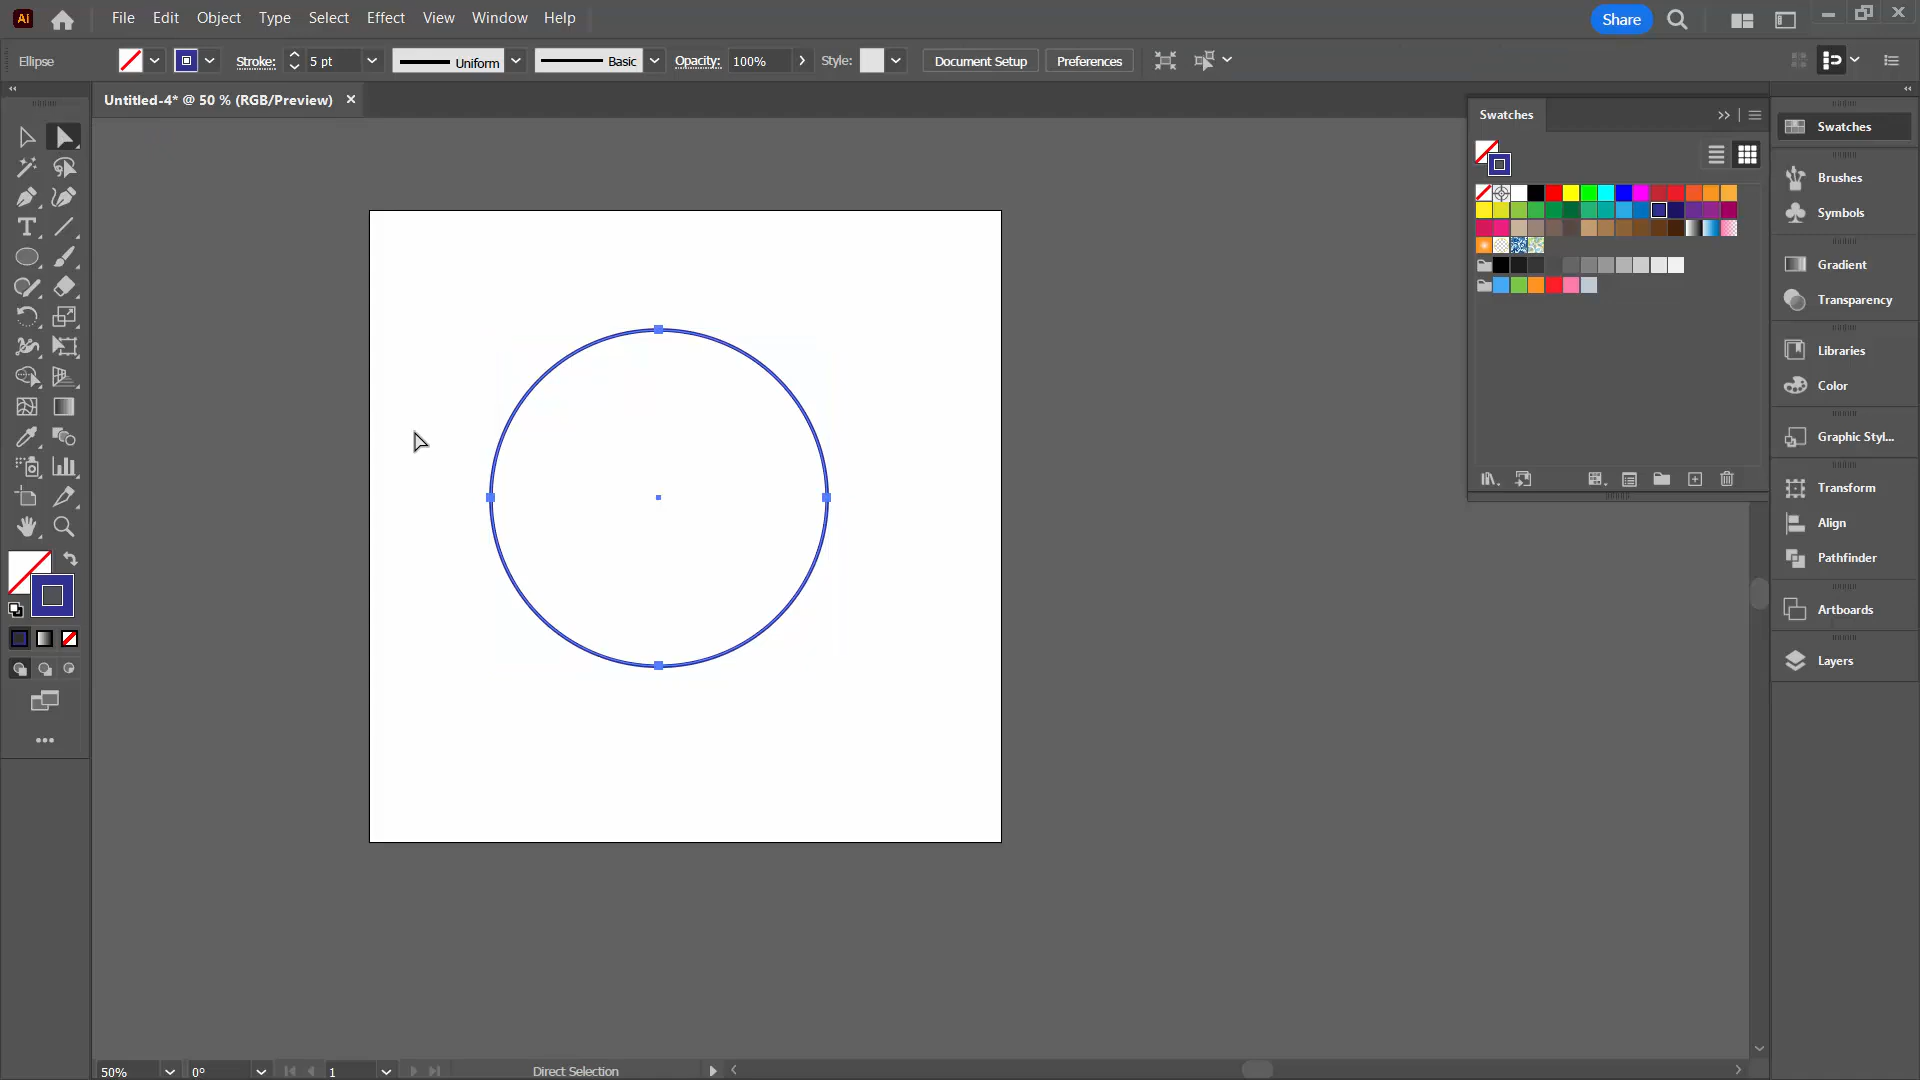 Ai File Edit Object Type Select Effect View Window Help Share
Ellipse Stroke: 5 pt Uniform Basic Opacity: 100% Style: Document Setup Preferences
Untitled-4* @ 50 % (RGB/Preview)
Swatches
Swatches
Brushes
Symbols
Gradient
Transparency
Libraries
Color
Graphic Styl...
Transform
Align
Pathfinder
Artboards
Layers
50% 0° 1 Direct Selection